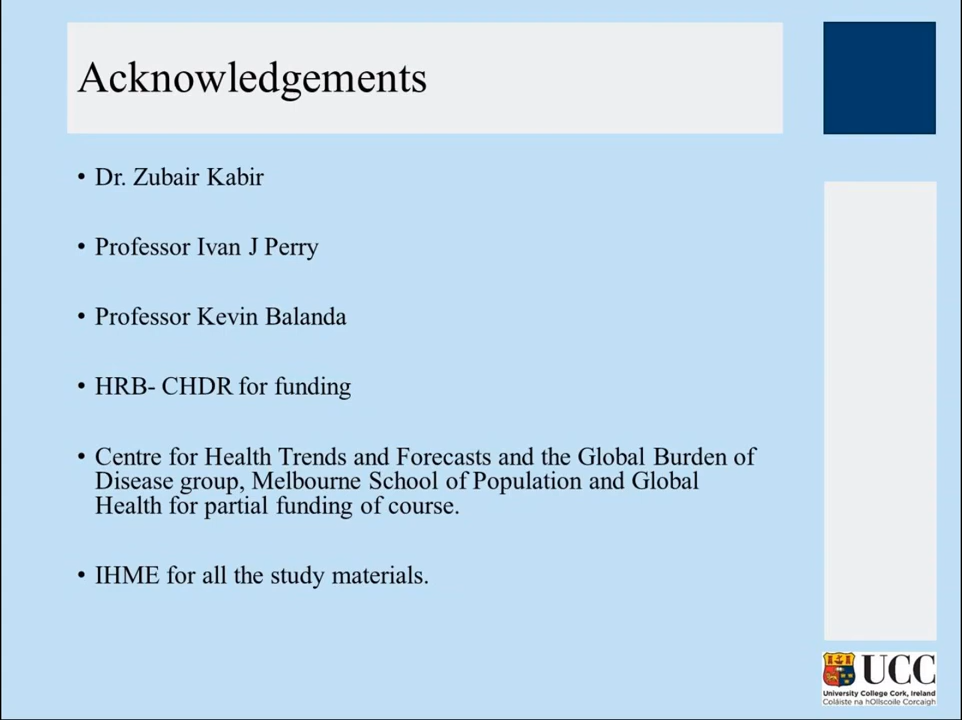 Acknowledgements
• Dr. Zubair Kabir
• Professor Ivan J Perry
• Professor Kevin Balanda
• HRB- CHDR for funding
• Centre for Health Trends and Forecasts and the Global Burden of
Disease group, Melbourne School of Population and Global
Health for partial funding of course.
• IHME for all the study materials.
UCC
University College Cork, Ireland
Coláiste na hOllscoile Corcaigh